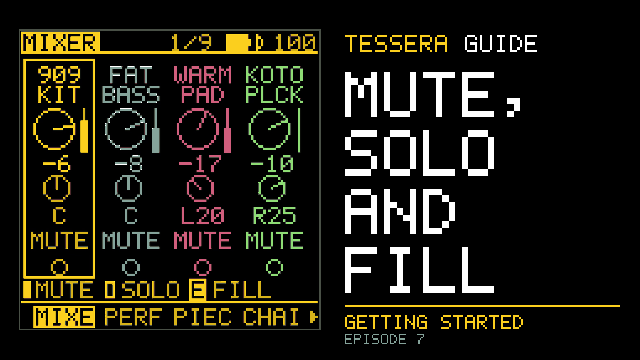 MIXER 1/9 100
909 FAT WARM KOTO
KIT BASS PAD PLCK
-6 -8 -17 -10
C C L20 R25
MUTE MUTE MUTE MUTE
MUTE SOLO E FILL
MIXE PERF PIEC CHAI
TESSERA GUIDE
MUTE,
SOLO
AND
FILL
GETTING STARTED
EPISODE 7